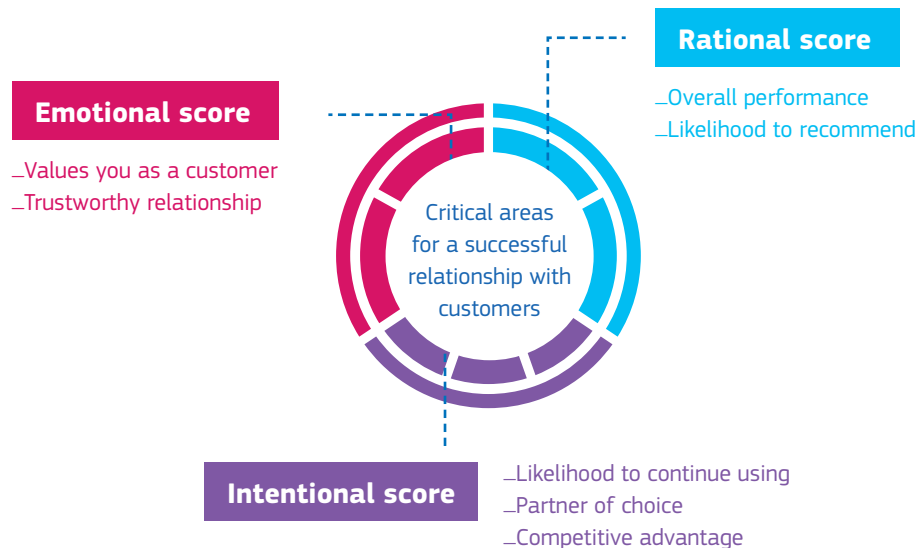 Rational score
_Overall performance
_Likelihood to recommend
Emotional score
_Values you as a customer
_Trustworthy relationship
Critical areas
for a successful
relationship with
customers
Intentional score
_Likelihood to continue using
_Partner of choice
_Competitive advantage